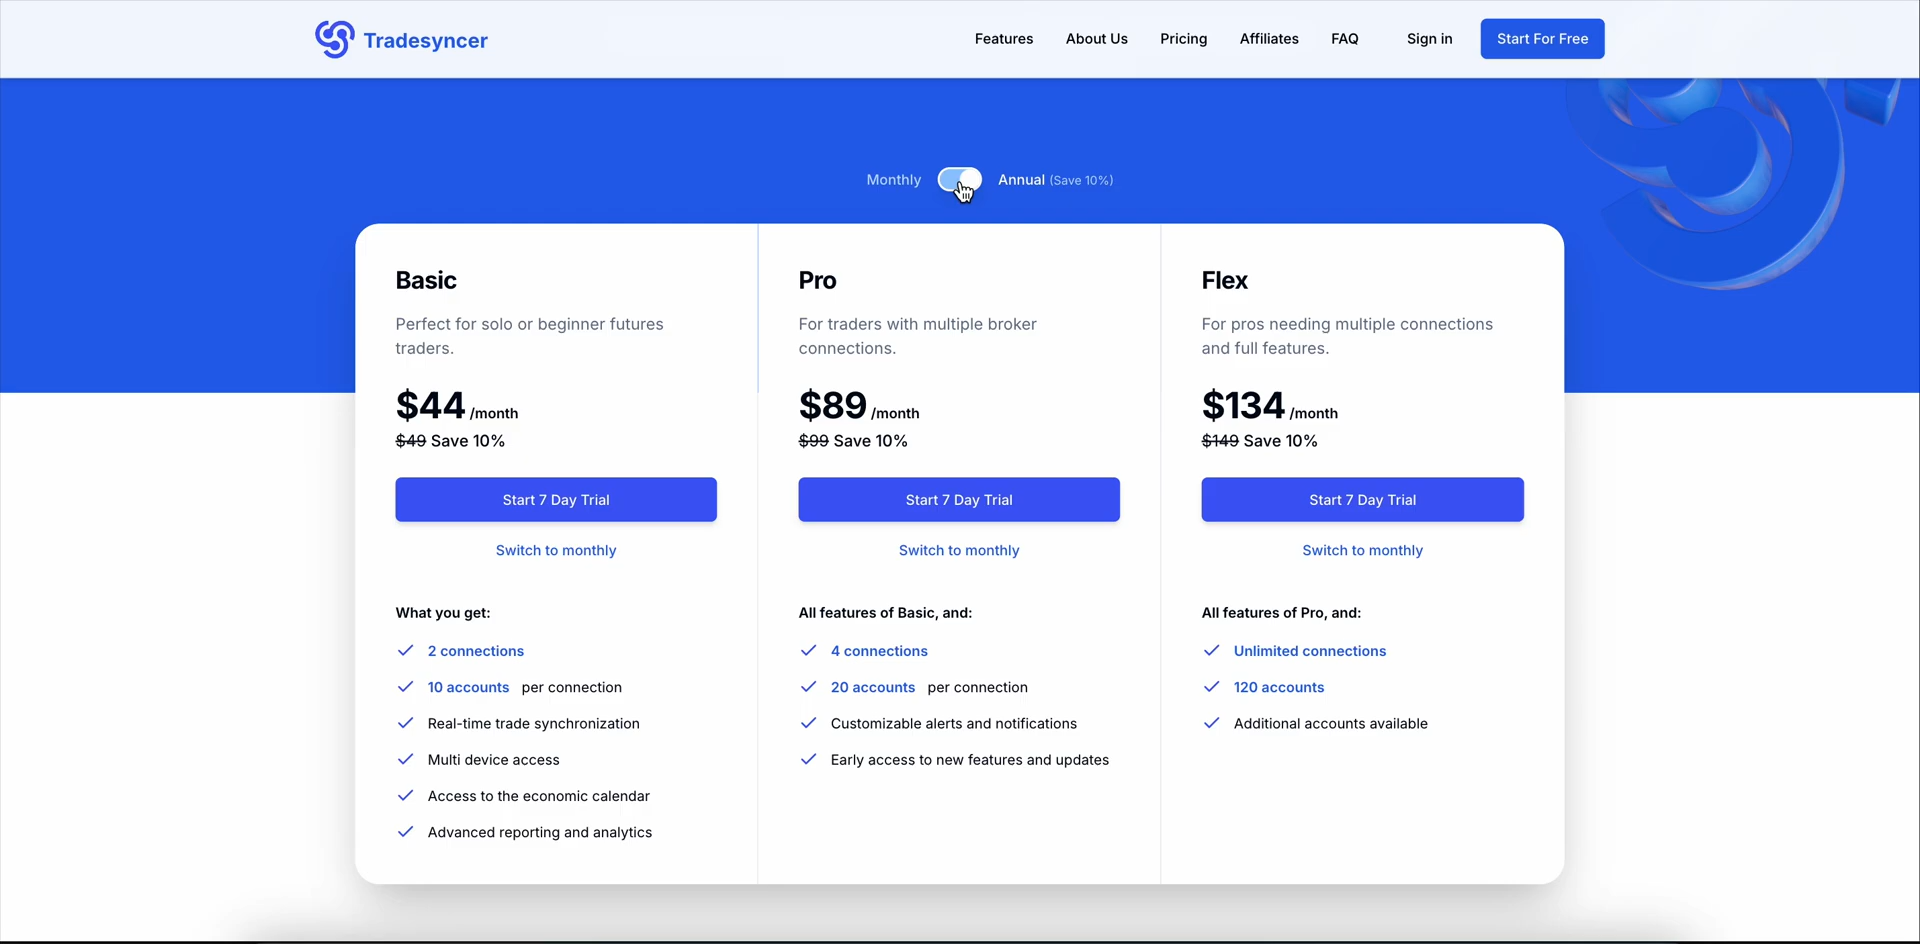 Tradesyncer
Features About Us Pricing Affiliates FAQ Sign in Start For Free
Monthly Annual (Save 10%)
Basic
Perfect for solo or beginner futures
traders.
$44 /month
$49 Save 10%
Start 7 Day Trial
Switch to monthly
What you get:
2 connections
10 accounts per connection
Real-time trade synchronization
Multi device access
Access to the economic calendar
Advanced reporting and analytics
Pro
For traders with multiple broker
connections.
$89 /month
$99 Save 10%
Start 7 Day Trial
Switch to monthly
All features of Basic, and:
4 connections
20 accounts per connection
Customizable alerts and notifications
Early access to new features and updates
Flex
For pros needing multiple connections
and full features.
$134 /month
$149 Save 10%
Start 7 Day Trial
Switch to monthly
All features of Pro, and:
Unlimited connections
120 accounts
Additional accounts available